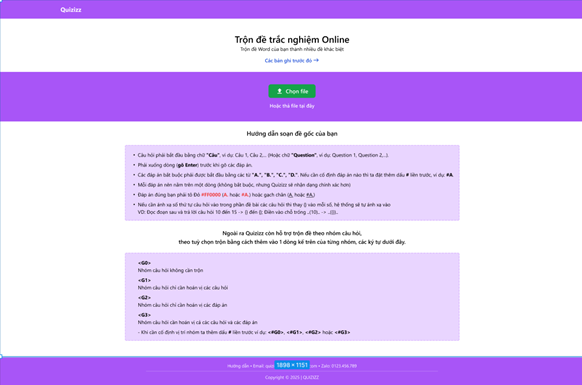 Quizizz
Trộn đề trắc nghiệm Online
Trộn đề Word của bạn thành nhiều đề khác biệt
Các bản ghi trước đó →
Chọn file
Hoặc thả file tại đây
Hướng dẫn soạn đề gốc của bạn
• Câu hỏi phải bắt đầu bằng chữ "Câu", ví dụ: Câu 1, Câu 2,... (Hoặc chữ "Question", ví dụ: Question 1, Question 2,...).
• Phải xuống dòng (gõ Enter) trước khi gõ các đáp án.
• Các đáp án bắt buộc phải được bắt đầu bằng các từ "A.", "B.", "C.", "D.". Nếu cần cố định đáp án nào thì ta đặt thêm dấu # liền trước, ví dụ: #A.
• Mỗi đáp án nên nằm trên một dòng (không bắt buộc, nhưng Quizizz sẽ nhận dạng chính xác hơn)
• Đáp án đúng bạn phải tô Đỏ #FF0000 (A. hoặc #A.) hoặc gạch chân (A. hoặc #A.)
• Nếu cần ánh xạ số thứ tự câu hỏi vào trong phần đề bài các câu hỏi thì thay {} vào mỗi số, hệ thống sẽ tự ánh xạ vào
VD: Đọc đoạn sau và trả lời câu hỏi 10 đến 15 -> {} đến {}; Điền vào chỗ trống ..(10).. -> ..({})..
Ngoài ra Quizizz còn hỗ trợ trộn đề theo nhóm câu hỏi,
theo tuỳ chọn trộn bằng cách thêm vào 1 dòng kề trên của từng nhóm, các ký tự dưới đây.
<G0>
Nhóm câu hỏi không cần trộn
<G1>
Nhóm câu hỏi chỉ cần hoán vị các câu hỏi
<G2>
Nhóm câu hỏi chỉ cần hoán vị các đáp án
<G3>
Nhóm câu hỏi cần hoán vị cả các câu hỏi và các đáp án
- Khi cần cố định vị trí nhóm ta thêm dấu # liền trước ví dụ: <#G0>, <#G1>, <#G2> hoặc <#G3>
Hướng dẫn • Email: • Zalo: 0123.456.789
1898 × 1151
Copyright © 2025 | QUIZIZZ